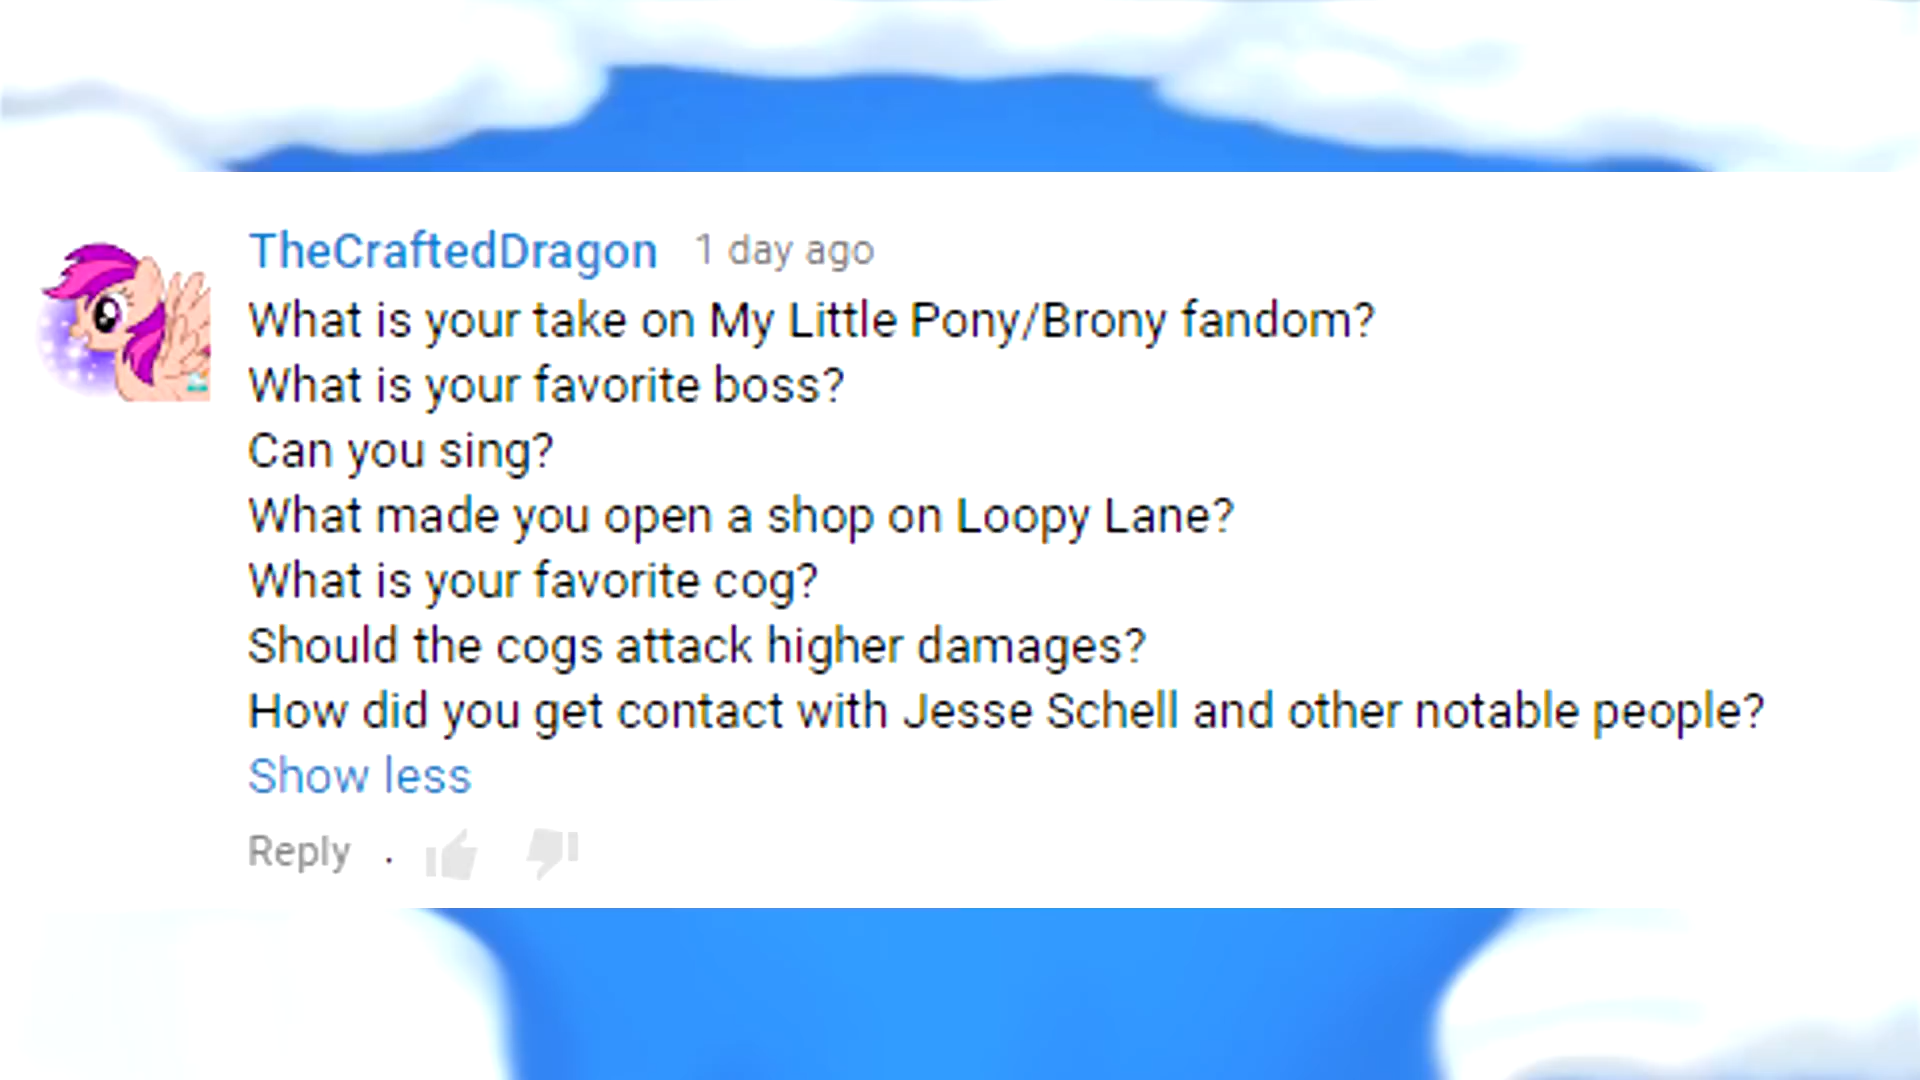 TheCraftedDragon 1 day ago
What is your take on My Little Pony/Brony fandom?
What is your favorite boss?
Can you sing?
What made you open a shop on Loopy Lane?
What is your favorite cog?
Should the cogs attack higher damages?
How did you get contact with Jesse Schell and other notable people?
Show less
Reply .